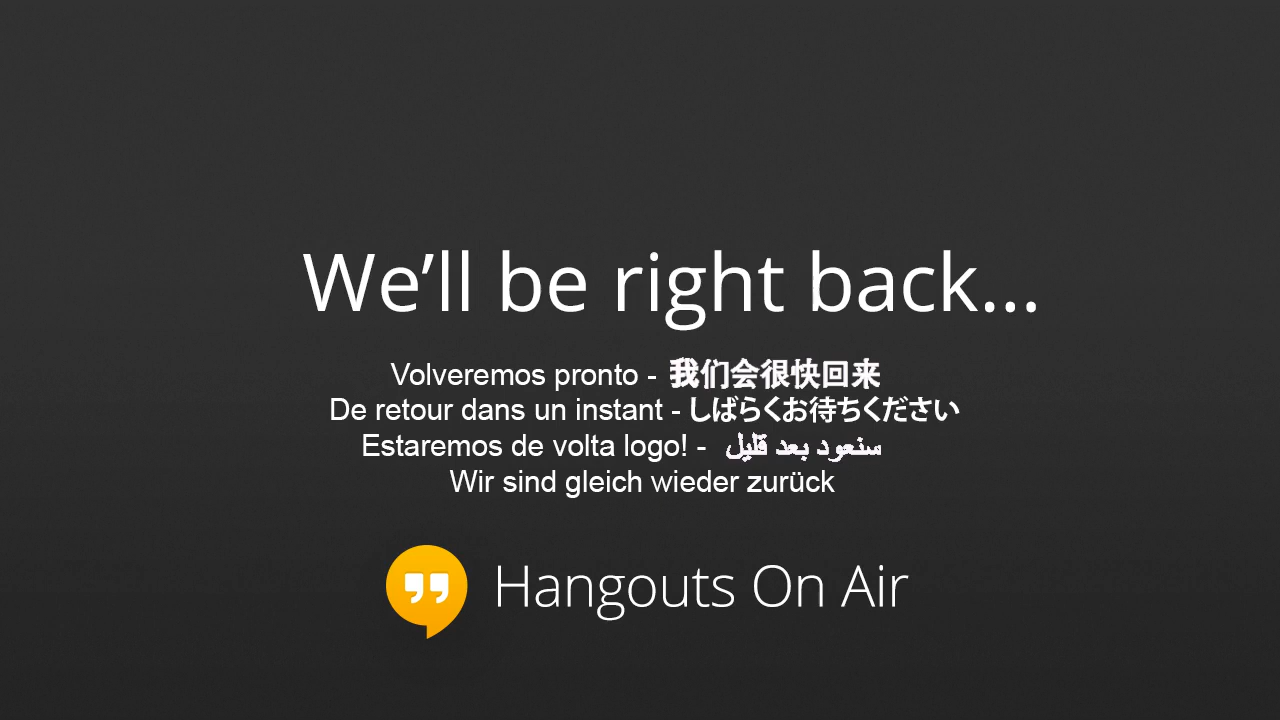 We’ll be right back...
Volveremos pronto - 我们会很快回来
De retour dans un instant - しばらくお待ちください
Estaremos de volta logo! - سنعود بعد قليل
Wir sind gleich wieder zurück
Hangouts On Air